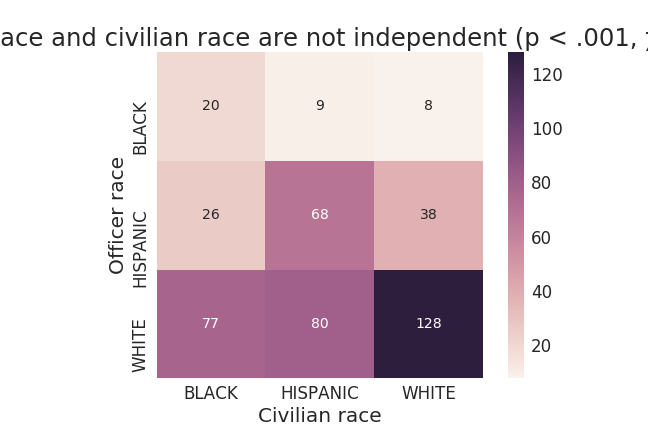 ace and civilian race are not independent (p < .001,
120
BLACK 20 9 8
100
80
Officer race
HISPANIC 26 68 38
60
40
WHITE 77 80 128
20
BLACK HISPANIC WHITE
Civilian race